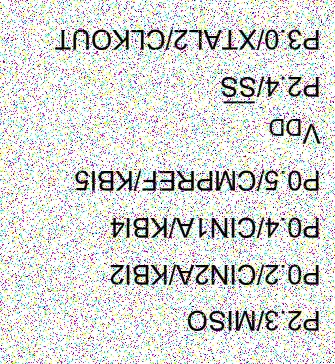 P2.3/MISO
P0.2/CIN2A/KBI2
P0.4/CIN1A/KBI4
P0.5/CMPREF/KBI5
VDD
P2.4/SS
P3.0/XTAL2/CLKOUT